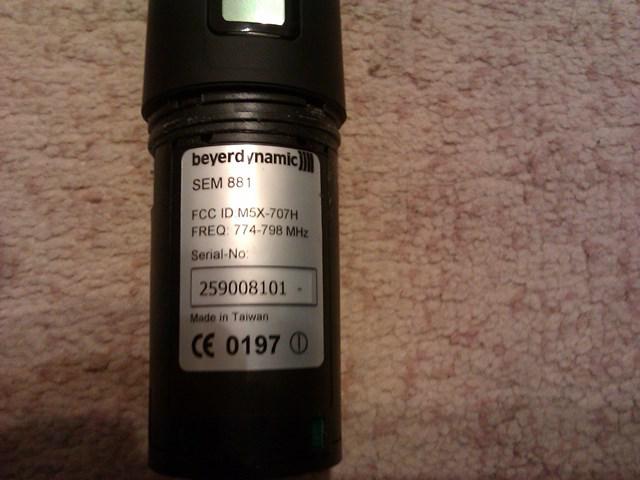 beyerdynamic
SEM 881
FCC ID M5X-707H
FREQ: 774-798 MHz
Serial-No:
259008101 -
Made in Taiwan
CE 0197